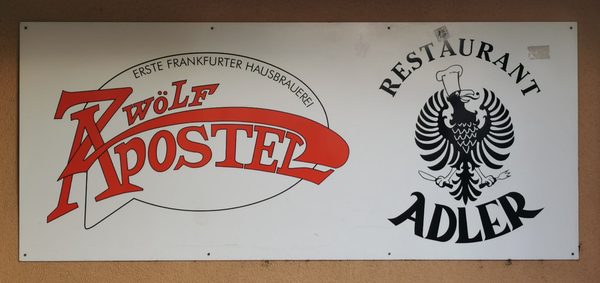 ERSTE FRANKFURTER HAUSBRAUEREI
ZWÖLF
APOSTEL
RESTAURANT
ADLER